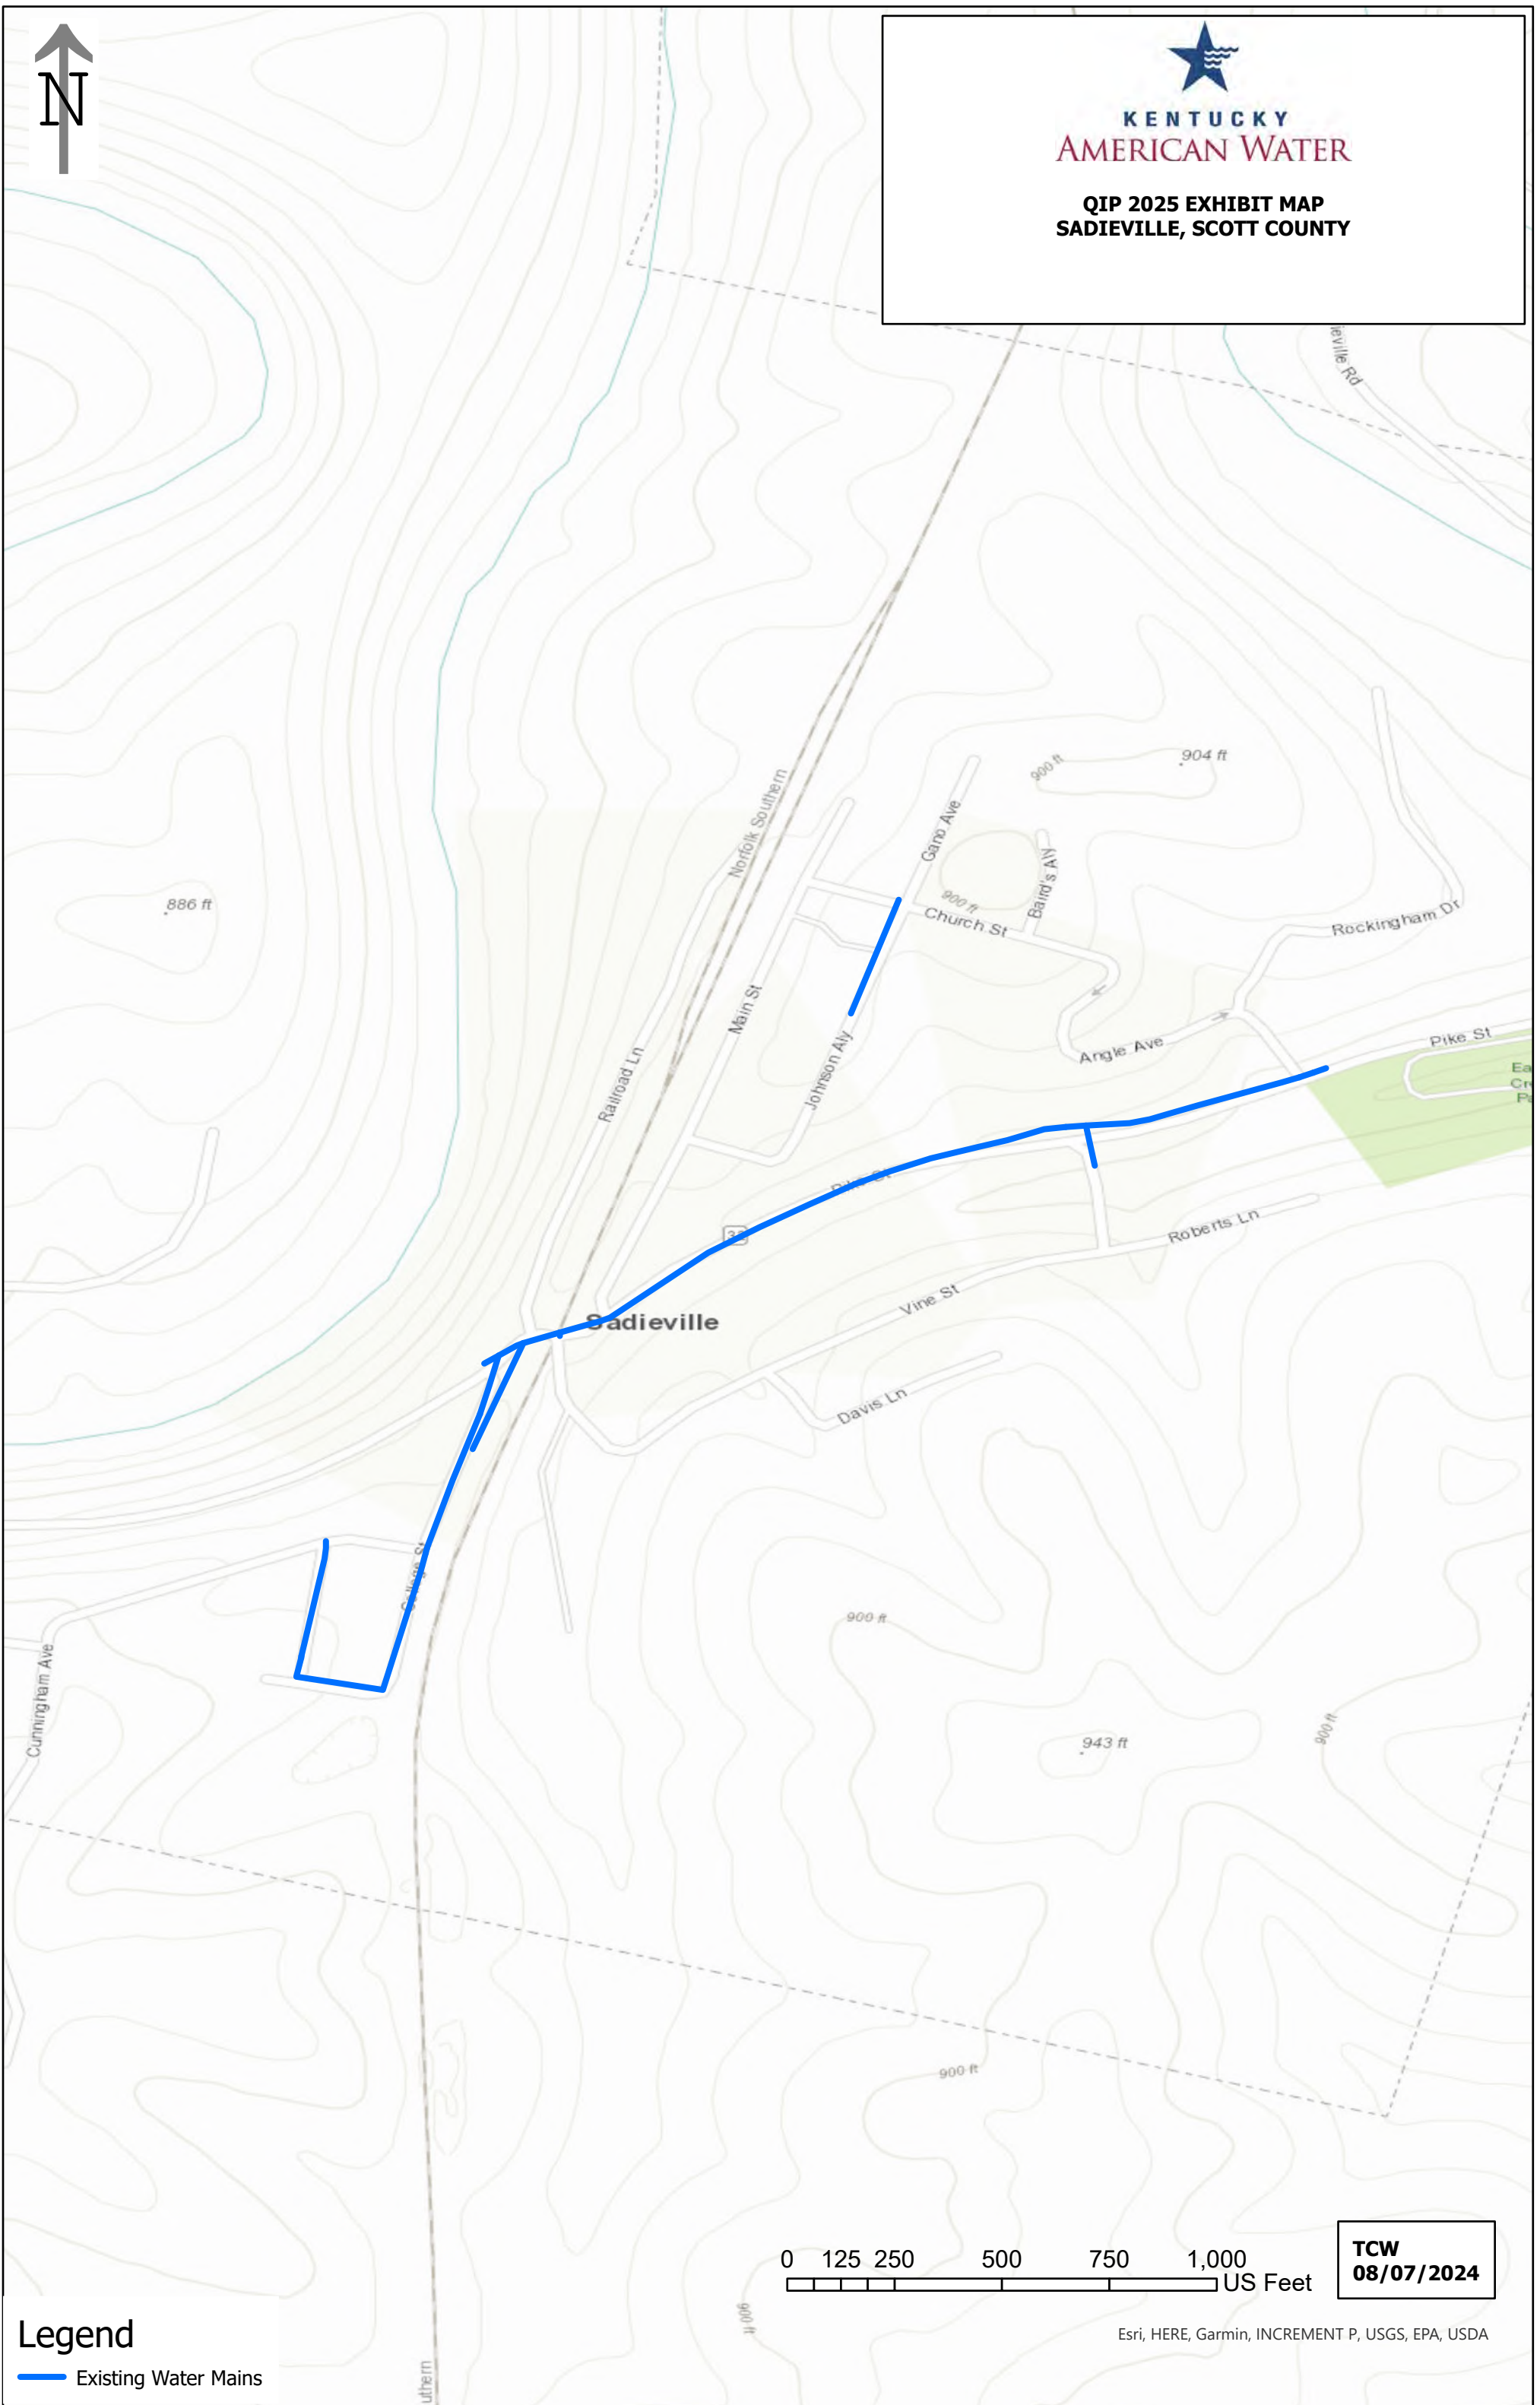 N
KENTUCKY
AMERICAN WATER
QIP 2025 EXHIBIT MAP
SADIEVILLE, SCOTT COUNTY
ieville Rd
904 ft
900 ft
Norfolk Southern
Gano Ave
Baird's Aly
886 ft
900 ft
Church St
Rockingham Dr
Main St
Angle Ave
Pike St
Railroad Ln
Johnson Aly
Pike St
Roberts Ln
Vine St
Sadieville
Davis Ln
College St
900 ft
Cunningham Ave
900 ft
943 ft
900 ft
0 125 250 500 750 1,000
US Feet
TCW
08/07/2024
900 ft
Esri, HERE, Garmin, INCREMENT P, USGS, EPA, USDA
Legend
Existing Water Mains
uthern